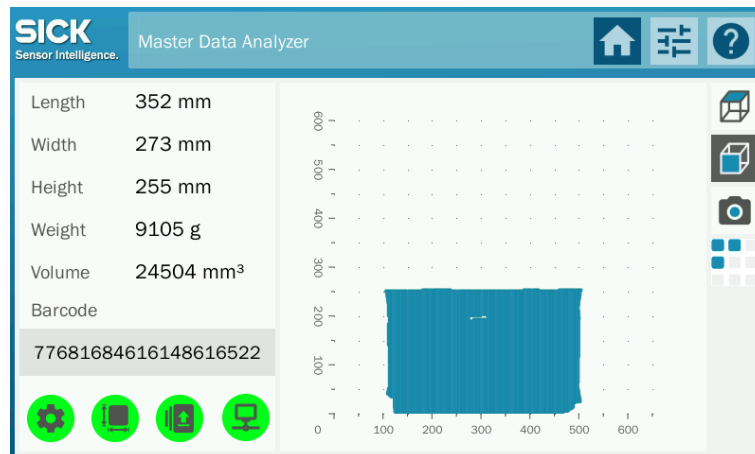 SICK
Sensor Intelligence.
Master Data Analyzer
?
Length 352 mm
Width 273 mm
Height 255 mm
Weight 9105 g
Volume 24504 mm³
Barcode
77681684616148616522
600
500
400
300
200
100
0
0 100 200 300 400 500 600